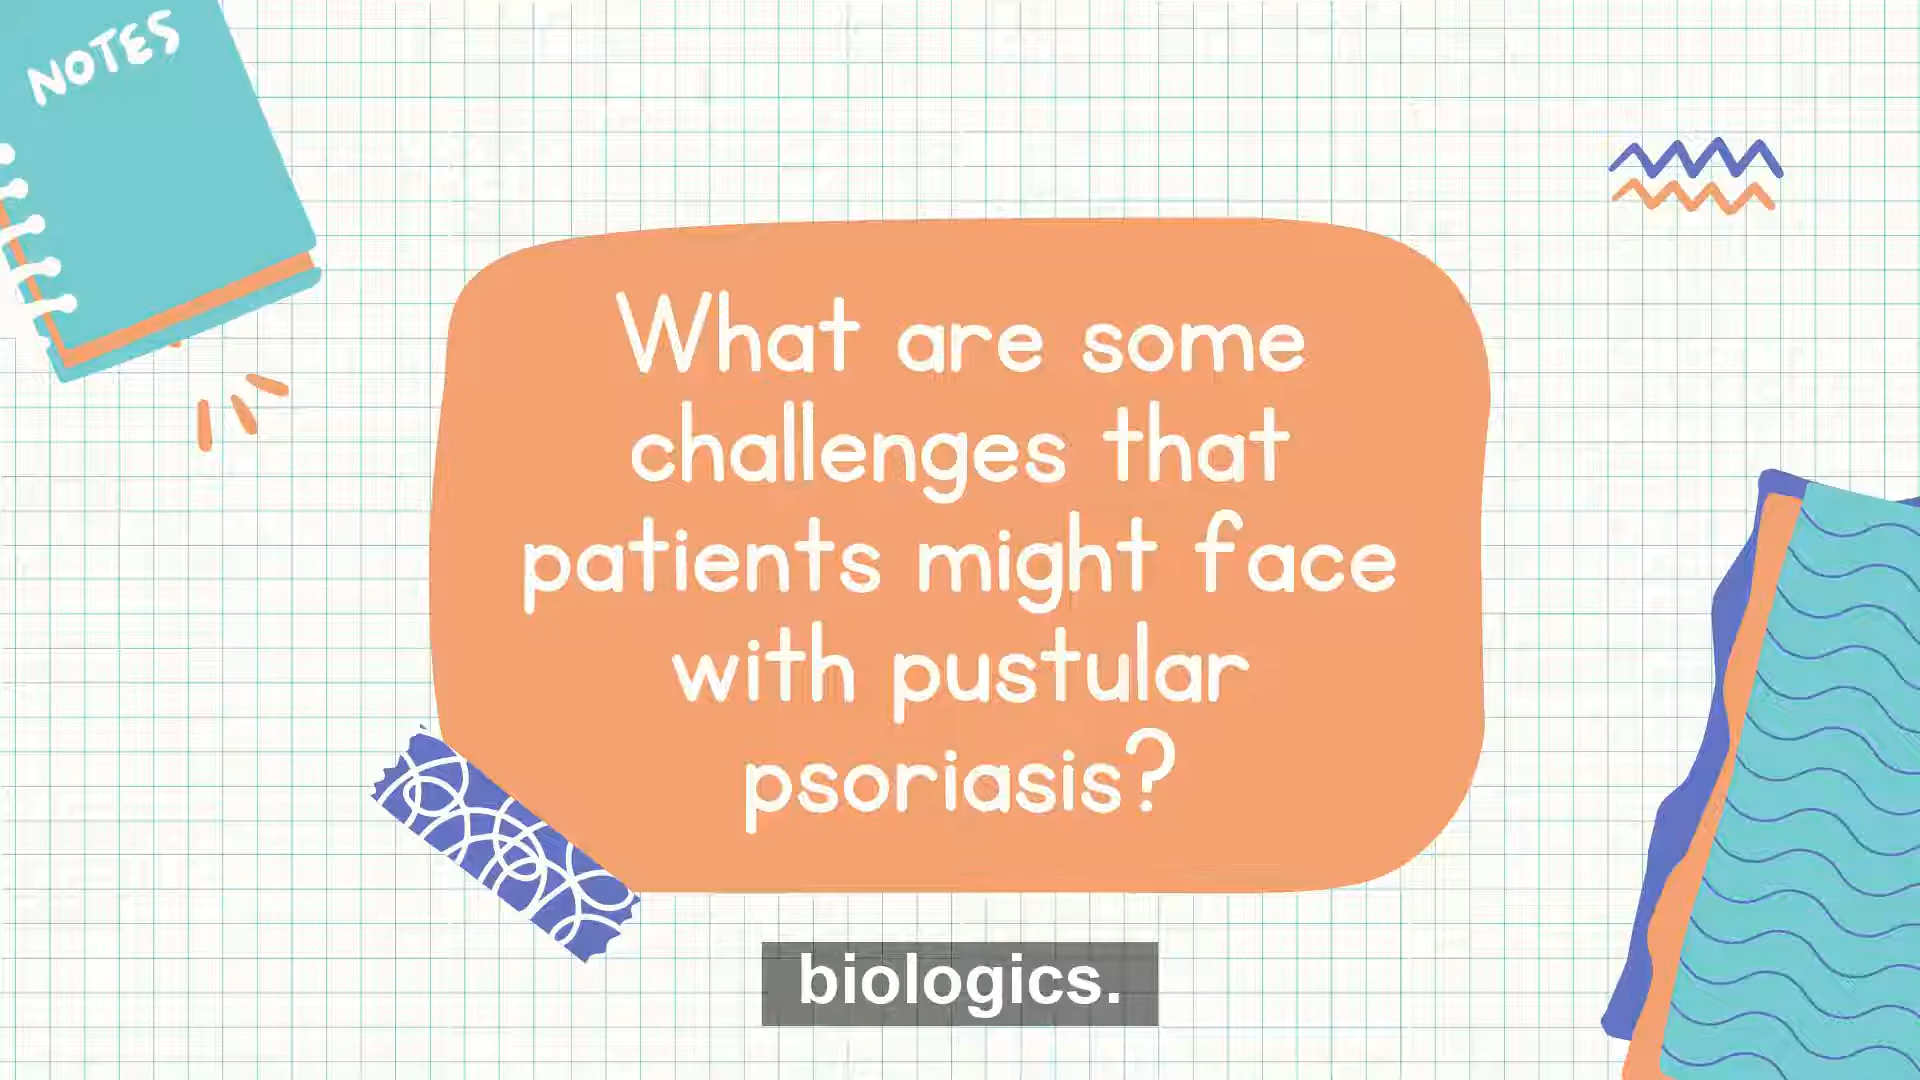 NOTES
What are some
challenges that
patients might face
with pustular
psoriasis?
biologics.